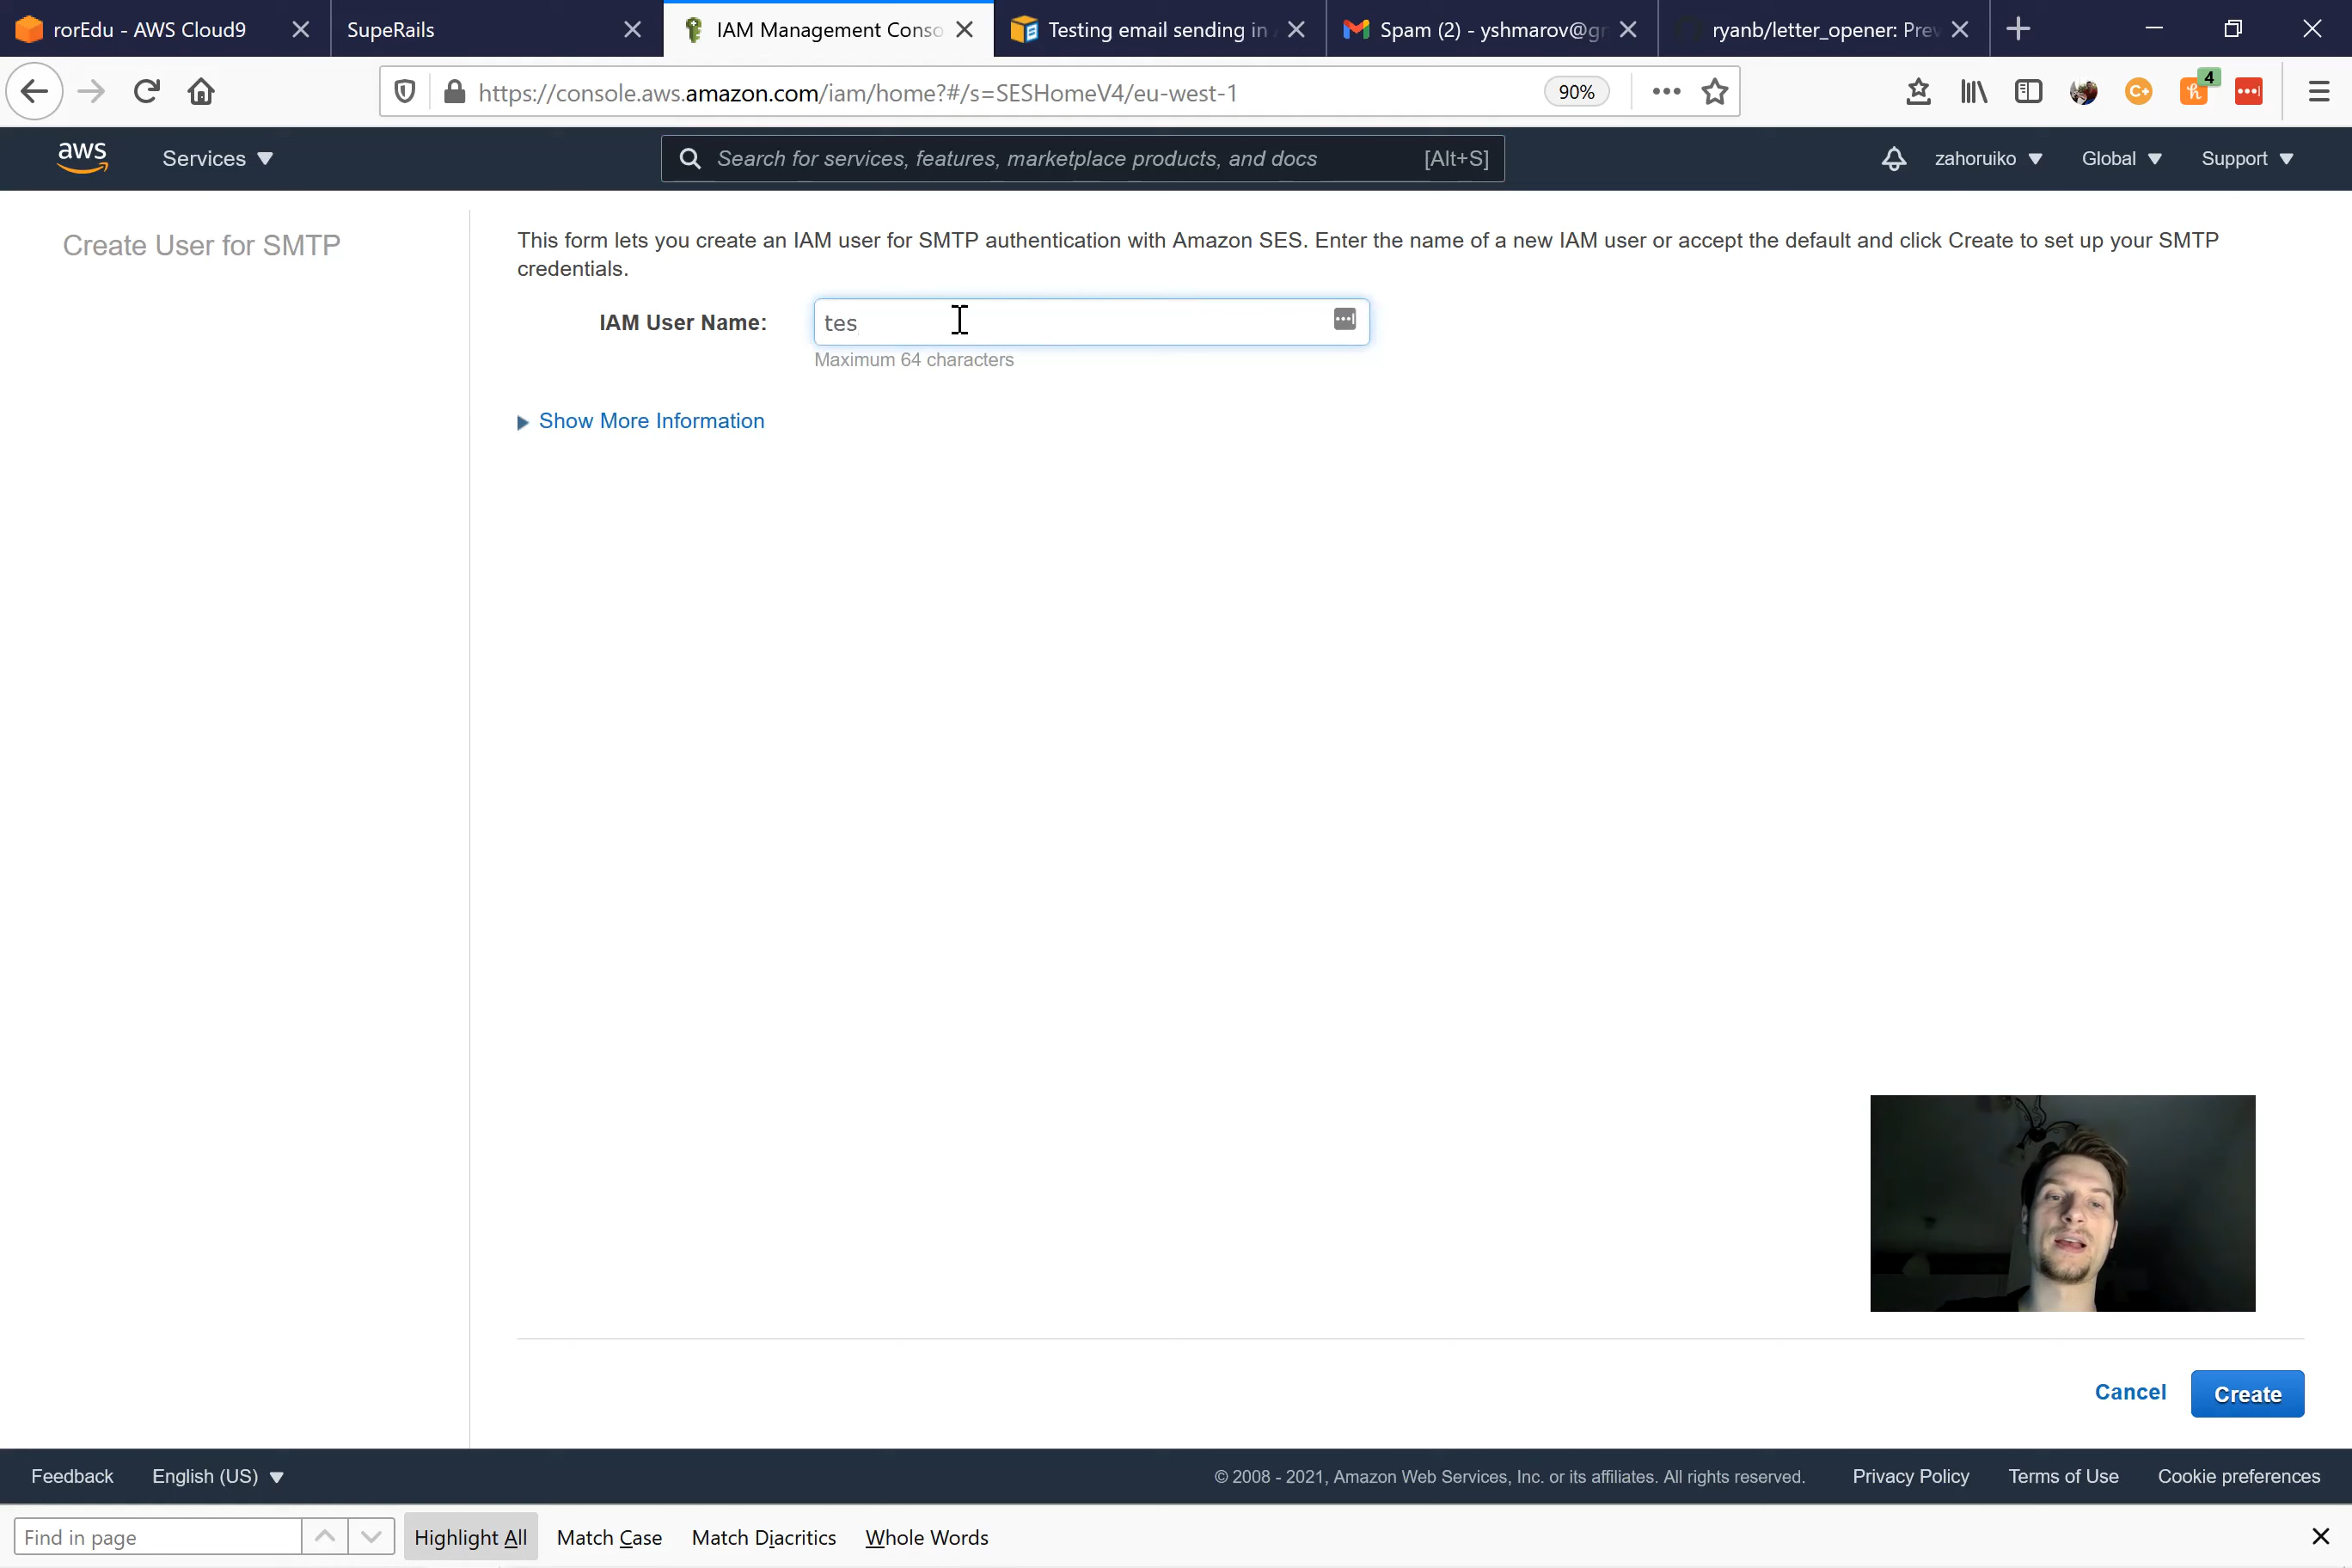 rorEdu - AWS Cloud9
SupeRails
IAM Management Conso
Testing email sending in
Spam (2) - yshmarov@g
ryanb/letter_opener: Prev
https://console.aws.amazon.com/iam/home?#/s=SESHomeV4/eu-west-1
90%
4
aws
Services
Search for services, features, marketplace products, and docs
[Alt+S]
zahoruiko
Global
Support
Create User for SMTP
This form lets you create an IAM user for SMTP authentication with Amazon SES. Enter the name of a new IAM user or accept the default and click Create to set up your SMTP
credentials.
IAM User Name:
tes
Maximum 64 characters
Show More Information
Cancel
Create
Feedback
English (US)
© 2008 - 2021, Amazon Web Services, Inc. or its affiliates. All rights reserved.
Privacy Policy
Terms of Use
Cookie preferences
Find in page
Highlight All
Match Case
Match Diacritics
Whole Words